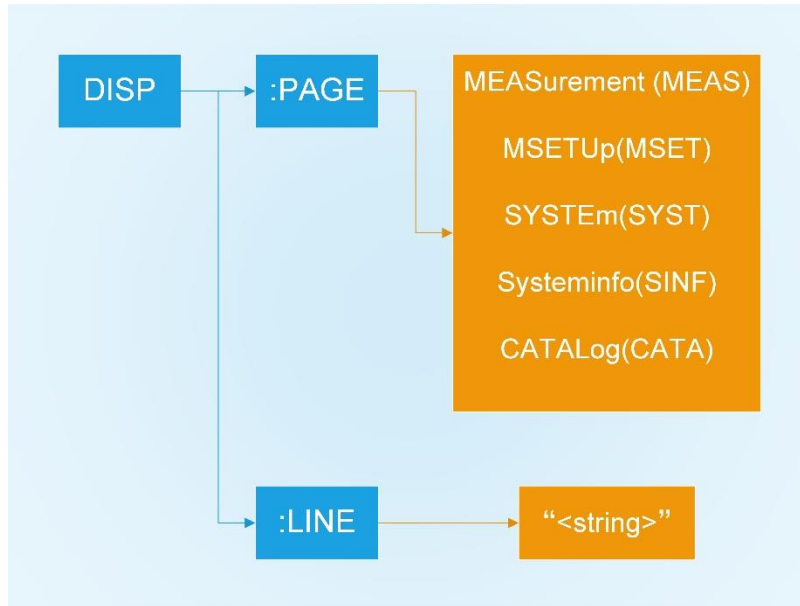 DISP
:PAGE
MEASurement (MEAS)
MSETUp(MSET)
SYSTEm(SYST)
Systeminfo(SINF)
CATALog(CATA)
:LINE
“<string>”